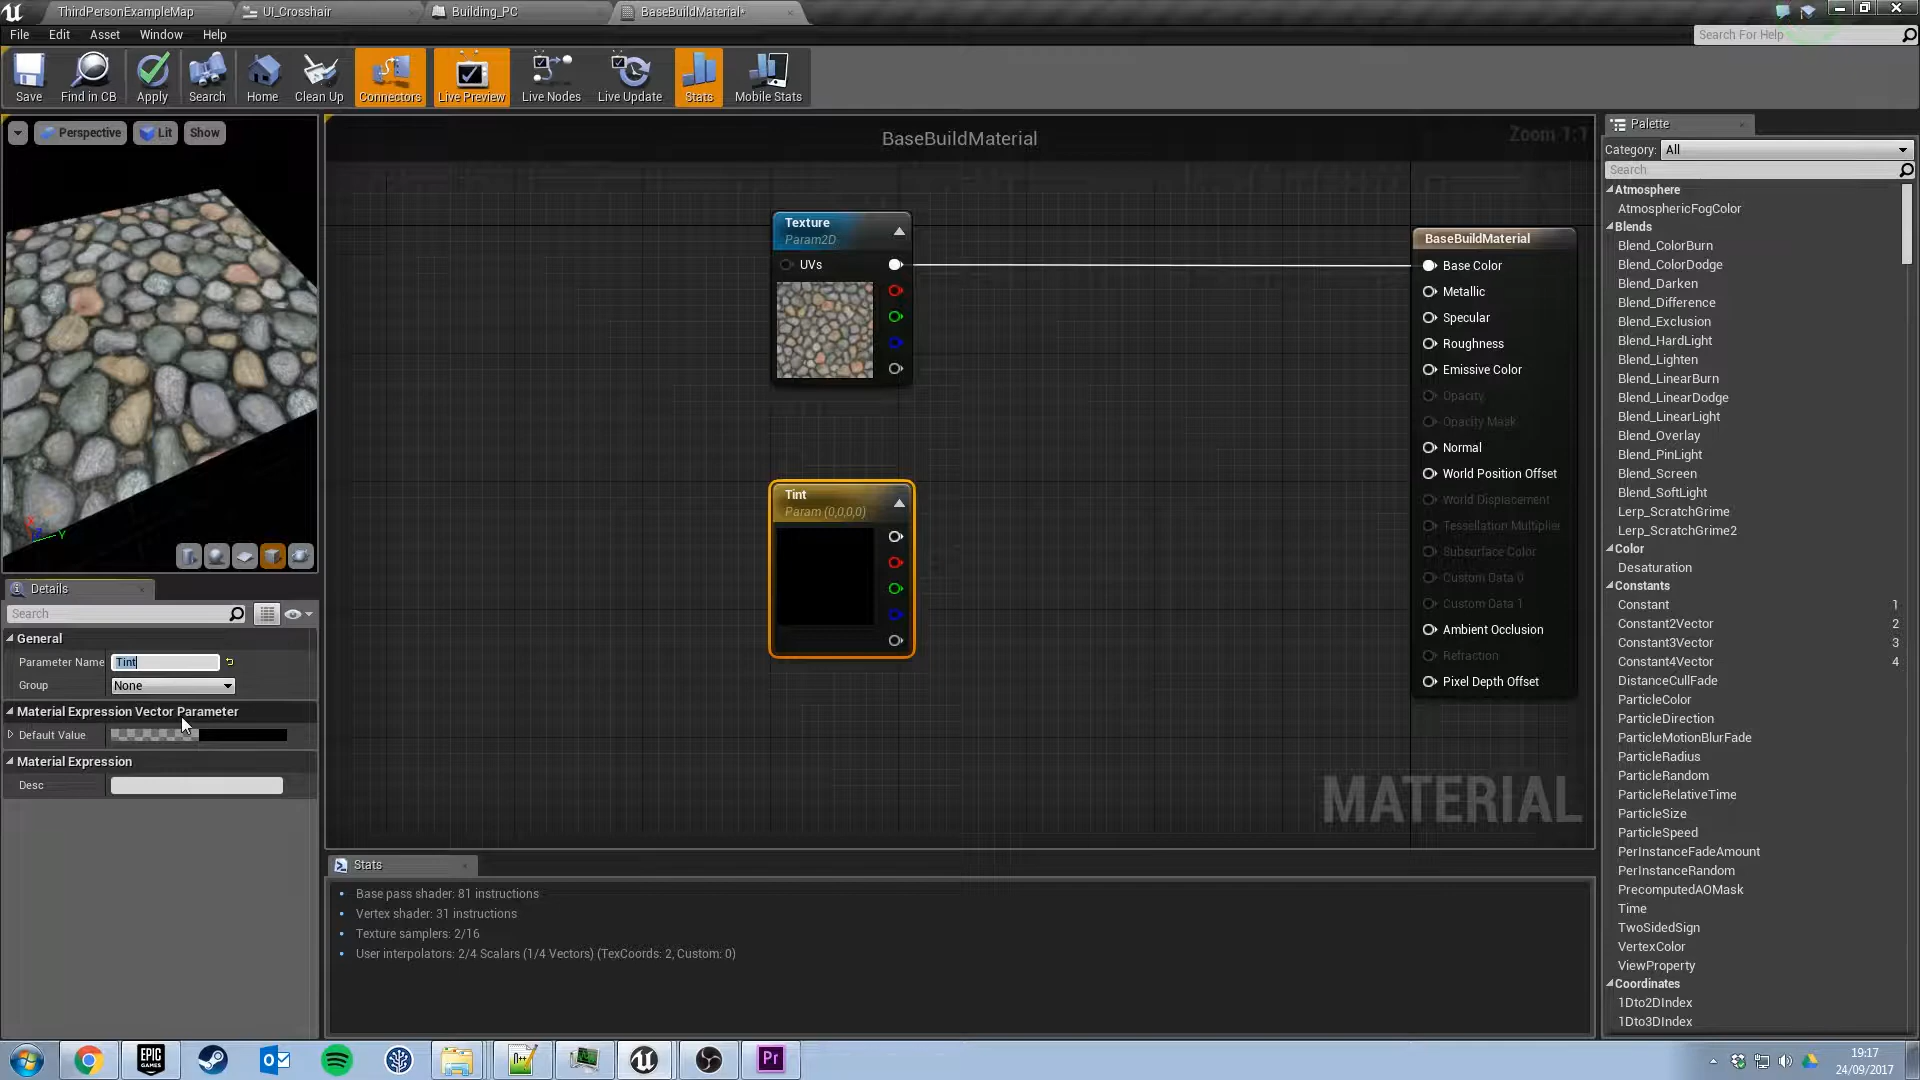 ThirdPersonExampleMap
UI_Crosshair
Building_PC
BaseBuildMaterial*
File
Edit
Asset
Window
Help
Search For Help
Save
Find in CB
Apply
Search
Home
Clean Up
Connectors
Live Preview
Live Nodes
Live Update
Stats
Mobile Stats
Perspective
Lit
Show
X
Y
BaseBuildMaterial
Zoom 1:1
Texture
Param2D
UVs
Tint
Param (0,0,0,0)
BaseBuildMaterial
Base Color
Metallic
Specular
Roughness
Emissive Color
Opacity
Opacity Mask
Normal
World Position Offset
World Displacement
Tessellation Multiplier
Subsurface Color
Custom Data 0
Custom Data 1
Ambient Occlusion
Refraction
Pixel Depth Offset
MATERIAL
Details
Search
General
Parameter Name
Tint
Group
None
Material Expression Vector Parameter
Default Value
Material Expression
Desc
Stats
Base pass shader: 81 instructions
Vertex shader: 31 instructions
Texture samplers: 2/16
User interpolators: 2/4 Scalars (1/4 Vectors) (TexCoords: 2, Custom: 0)
Palette
Category:
All
Search
Atmosphere
AtmosphericFogColor
Blends
Blend_ColorBurn
Blend_ColorDodge
Blend_Darken
Blend_Difference
Blend_Exclusion
Blend_HardLight
Blend_Lighten
Blend_LinearBurn
Blend_LinearDodge
Blend_LinearLight
Blend_Overlay
Blend_PinLight
Blend_Screen
Blend_SoftLight
Lerp_ScratchGrime
Lerp_ScratchGrime2
Color
Desaturation
Constants
Constant 1
Constant2Vector 2
Constant3Vector 3
Constant4Vector 4
DistanceCullFade
ParticleColor
ParticleDirection
ParticleMotionBlurFade
ParticleRadius
ParticleRandom
ParticleRelativeTime
ParticleSize
ParticleSpeed
PerInstanceFadeAmount
PerInstanceRandom
PrecomputedAOMask
Time
TwoSidedSign
VertexColor
ViewProperty
Coordinates
1Dto2DIndex
1Dto3DIndex
EPIC
GAMES
Pr
19:17
24/09/2017